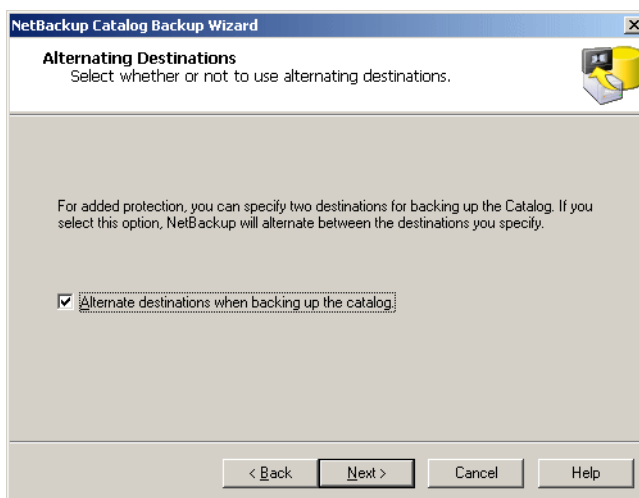 NetBackup Catalog Backup Wizard
Alternating Destinations
Select whether or not to use alternating destinations.
For added protection, you can specify two destinations for backing up the Catalog. If you
select this option, NetBackup will alternate between the destinations you specify.
Alternate destinations when backing up the catalog.
< Back Next > Cancel Help